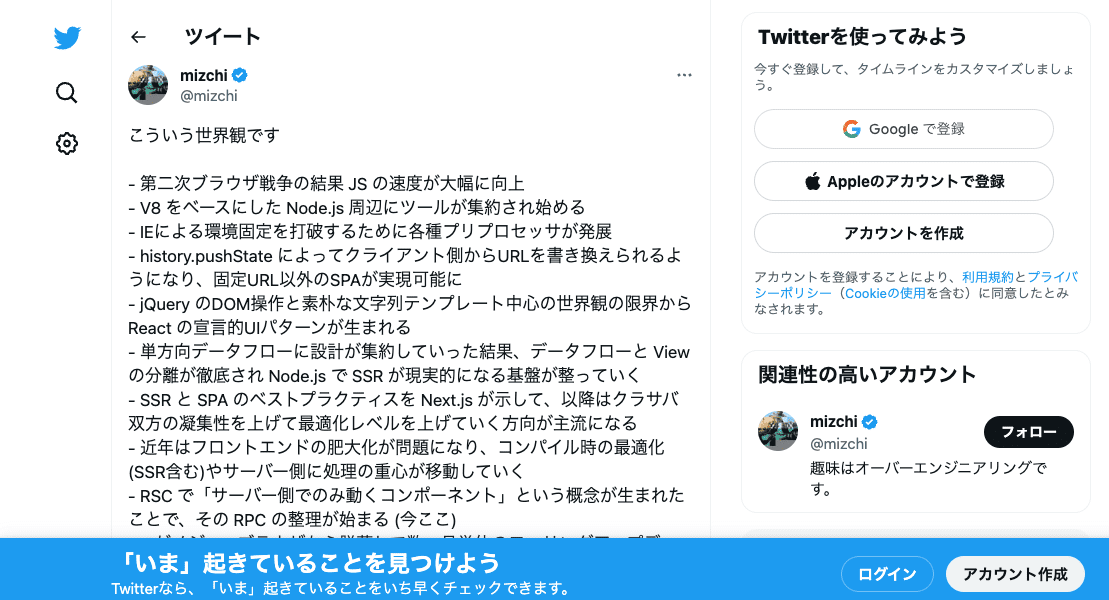 ツイート
mizchi
@mizchi
こういう世界観です
- 第二次ブラウザ戦争の結果 JS の速度が大幅に向上
- V8 をベースにした Node.js 周辺にツールが集約され始める
- IEによる環境固定を打破するために各種プリプロセッサが発展
- history.pushState によってクライアント側からURLを書き換えられるよ
うになり、固定URL以外のSPAが実現可能に
- jQuery のDOM操作と素朴な文字列テンプレート中心の世界観の限界から
React の宣言的UIパターンが生まれる
- 単方向データフローに設計が集約していった結果、データフローと View
の分離が徹底され Node.js で SSR が現実的になる基盤が整っていく
- SSR と SPA のベストプラクティスを Next.js が示して、以降はクラサバ
双方の凝集性を上げて最適化レベルを上げていく方向が主流になる
- 近年はフロントエンドの肥大化が問題になり、コンパイル時の最適化
(SSR含む)やサーバー側に処理の重心が移動していく
- RSC で「サーバー側でのみ動くコンポーネント」という概念が生まれた
ことで、その RPC の整理が始まる (今ここ)
Twitterを使ってみよう
今すぐ登録して、タイムラインをカスタマイズしましょ
う。
Google で登録
Appleのアカウントで登録
アカウントを作成
アカウントを登録することにより、利用規約とプライバ
シーポリシー（Cookieの使用を含む）に同意したとみ
なされます。
関連性の高いアカウント
mizchi
@mizchi
フォロー
趣味はオーバーエンジニアリングで
す。
「いま」起きていることを見つけよう
Twitterなら、「いま」起きていることをいち早くチェックできます。
ログイン
アカウント作成